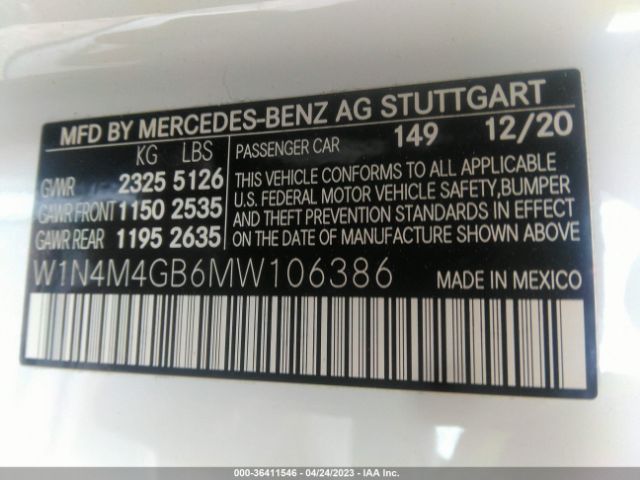 MFD BY MERCEDES-BENZ AG STUTTGART
KG LBS
GVWR 2325 5126
GAWR FRONT 1150 2535
GAWR REAR 1195 2635
PASSENGER CAR 149 12/20
THIS VEHICLE CONFORMS TO ALL APPLICABLE
U.S. FEDERAL MOTOR VEHICLE SAFETY, BUMPER
AND THEFT PREVENTION STANDARDS IN EFFECT
ON THE DATE OF MANUFACTURE SHOWN ABOVE
W1N4M4GB6MW106386 MADE IN MEXICO
000-36411546 - 04/24/2023 - IAA Inc.